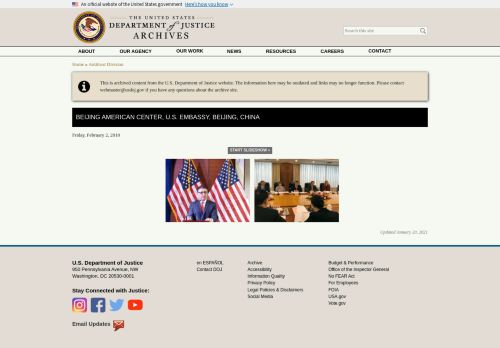 An official website of the United States government Here's how you know
THE UNITED STATES
DEPARTMENT of JUSTICE
ARCHIVES
Search this site
ABOUT OUR AGENCY OUR WORK NEWS RESOURCES CAREERS CONTACT
Home » Antitrust Division
This is archived content from the U.S. Department of Justice website. The information here may be outdated and links may no longer function. Please contact
webmaster@usdoj.gov if you have any questions about the archive site.
BEIJING AMERICAN CENTER, U.S. EMBASSY, BEIJING, CHINA
Friday, February 2, 2018
START SLIDESHOW »
Updated January 20, 2021
U.S. Department of Justice
950 Pennsylvania Avenue, NW
Washington, DC 20530-0001
Stay Connected with Justice:
Email Updates
en ESPAÑOL
Contact DOJ
Archive
Accessibility
Information Quality
Privacy Policy
Legal Policies & Disclaimers
Social Media
Budget & Performance
Office of the Inspector General
No FEAR Act
For Employees
FOIA
USA.gov
Vote.gov